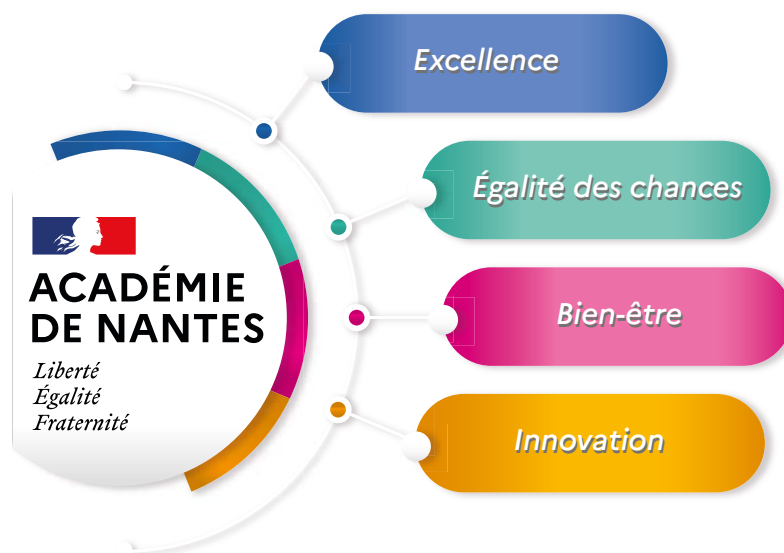 Excellence
Égalité des chances
Bien-être
Innovation
ACADÉMIE
DE NANTES
Liberté
Égalité
Fraternité